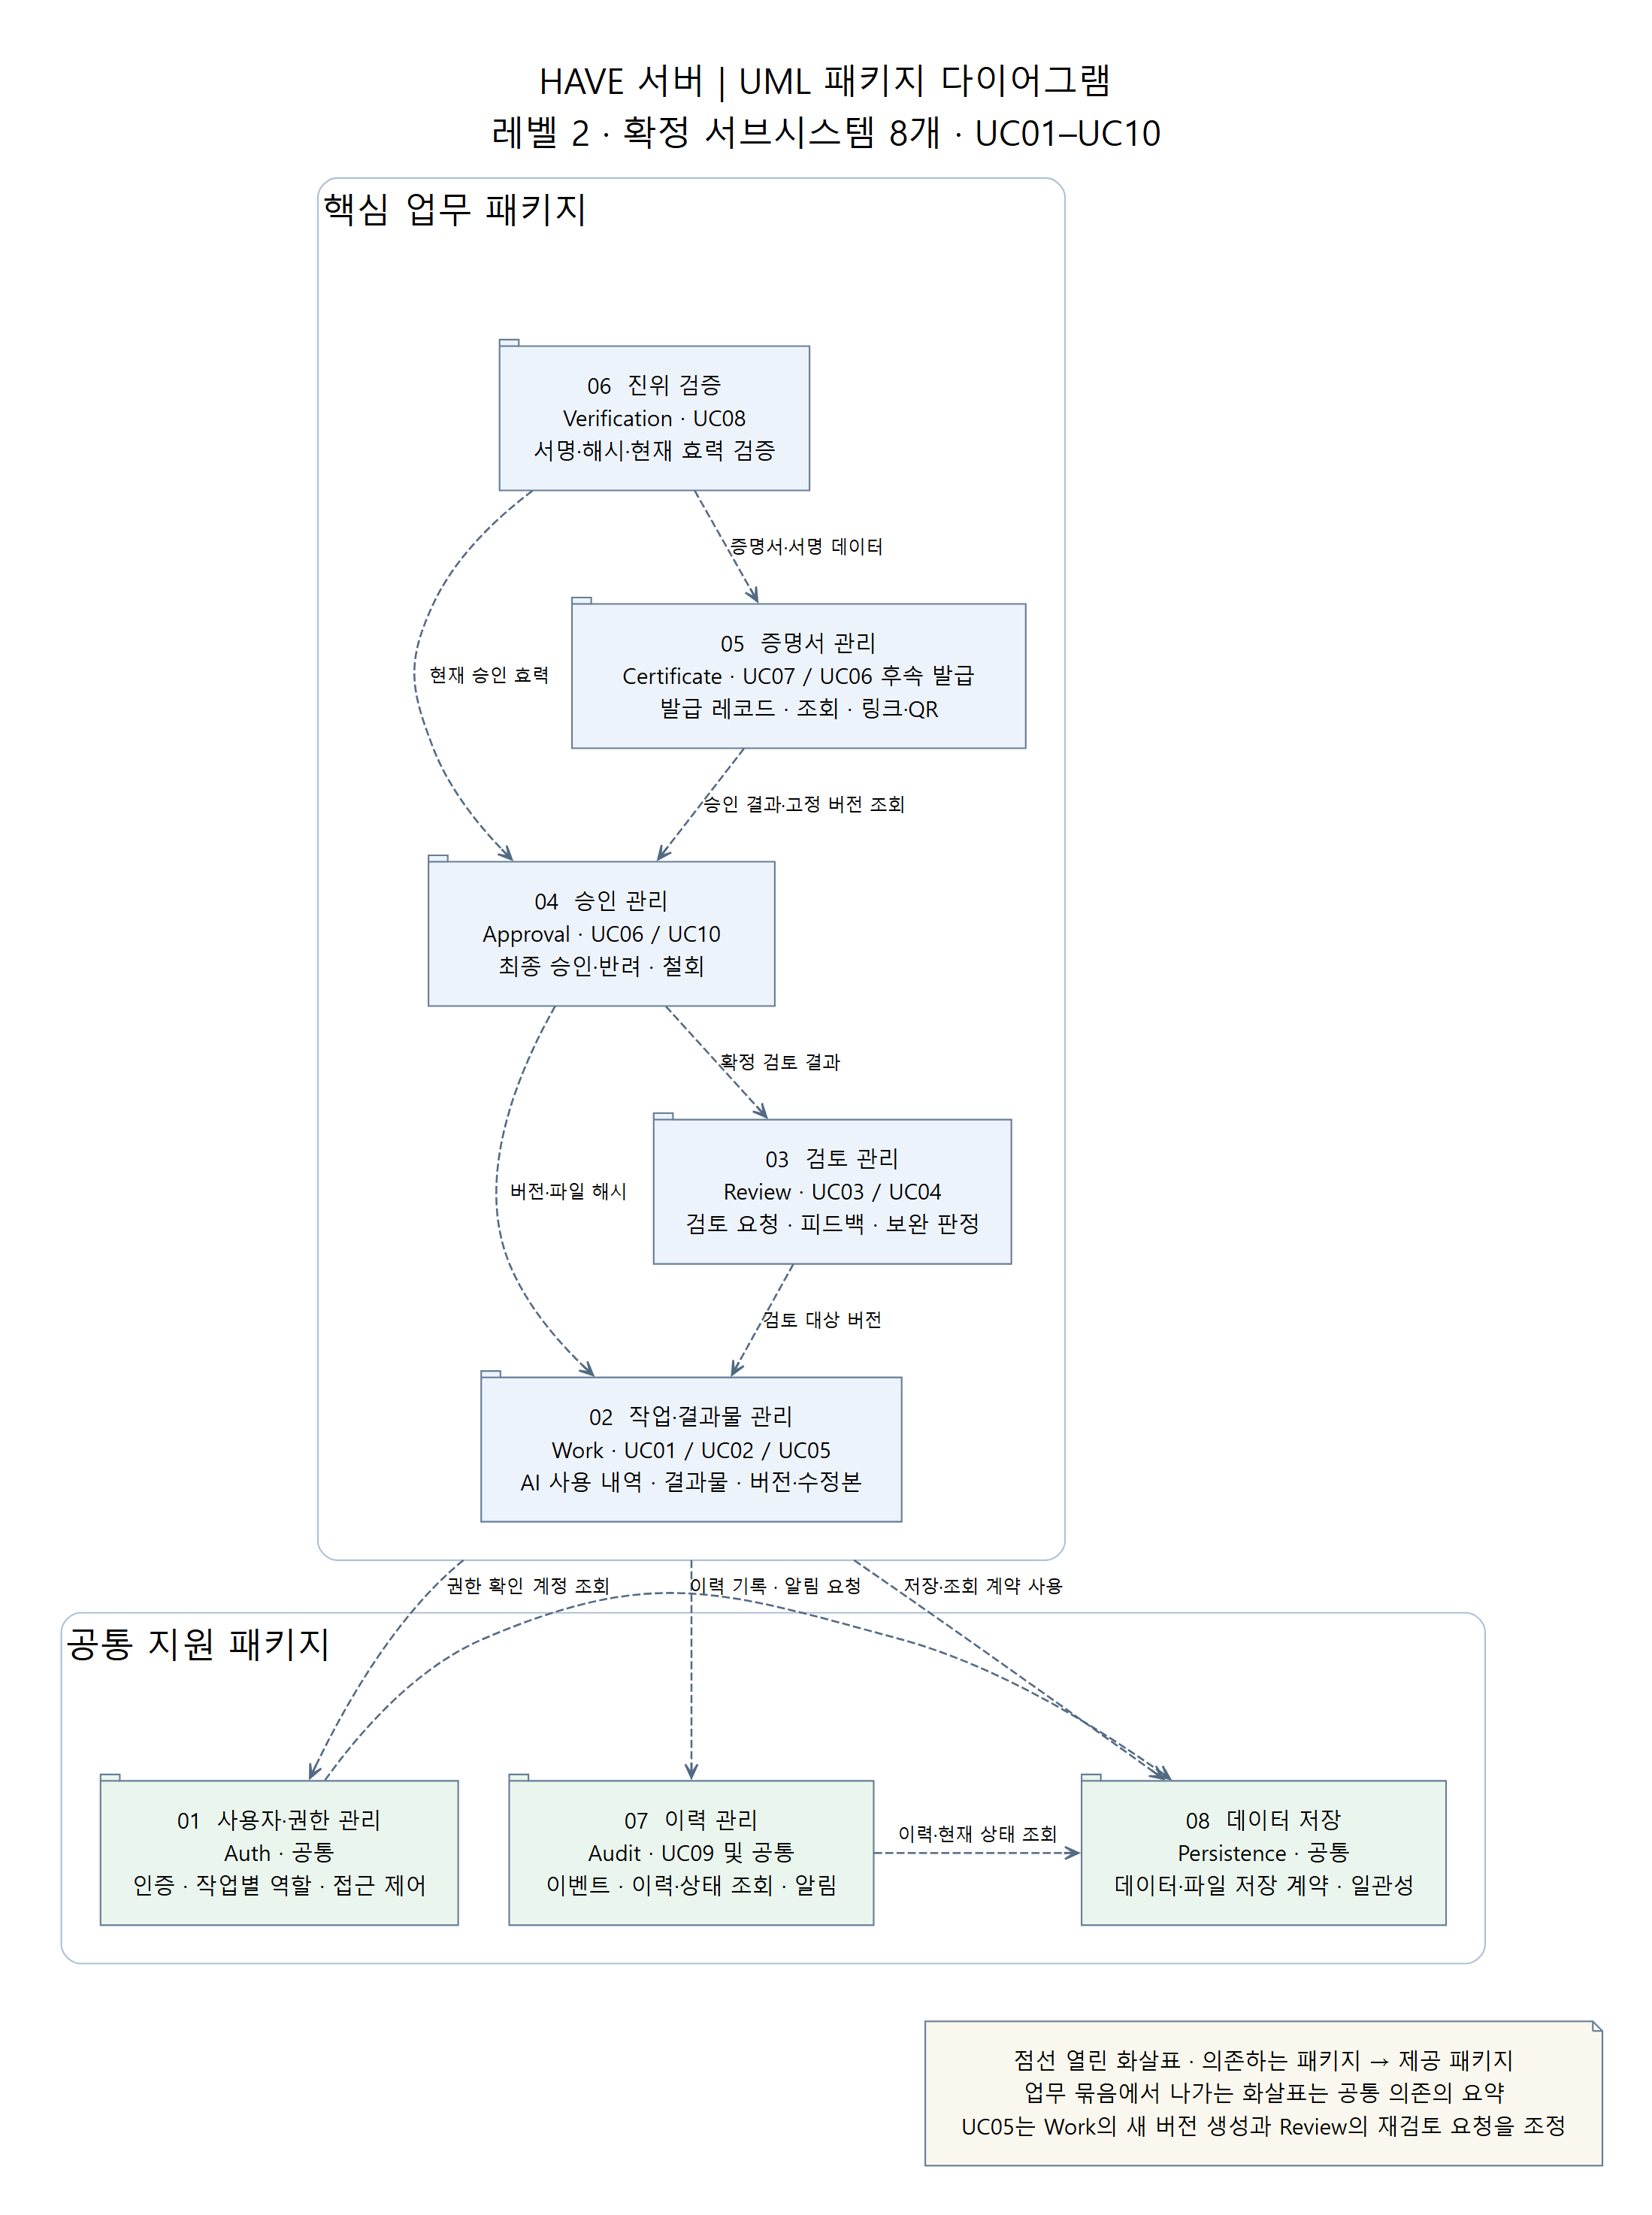 HAVE 서버 | UML 패키지 다이어그램
레벨 2 · 확정 서브시스템 8개 · UC01–UC10
핵심 업무 패키지
06 진위 검증
Verification · UC08
서명·해시·현재 효력 검증
증명서·서명 데이터
05 증명서 관리
Certificate · UC07 / UC06 후속 발급
발급 레코드 · 조회 · 링크·QR
현재 승인 효력
승인 결과·고정 버전 조회
04 승인 관리
Approval · UC06 / UC10
최종 승인·반려 · 철회
확정 검토 결과
03 검토 관리
Review · UC03 / UC04
검토 요청 · 피드백 · 보완 판정
버전·파일 해시
검토 대상 버전
02 작업·결과물 관리
Work · UC01 / UC02 / UC05
AI 사용 내역 · 결과물 · 버전·수정본
권한 확인 계정 조회
이력 기록 · 알림 요청
저장·조회 계약 사용
공통 지원 패키지
01 사용자·권한 관리
Auth · 공통
인증 · 작업별 역할 · 접근 제어
07 이력 관리
Audit · UC09 및 공통
이벤트 · 이력·상태 조회 · 알림
이력·현재 상태 조회
08 데이터 저장
Persistence · 공통
데이터·파일 저장 계약 · 일관성
점선 열린 화살표 · 의존하는 패키지 → 제공 패키지
업무 묶음에서 나가는 화살표는 공통 의존의 요약
UC05는 Work의 새 버전 생성과 Review의 재검토 요청을 조정